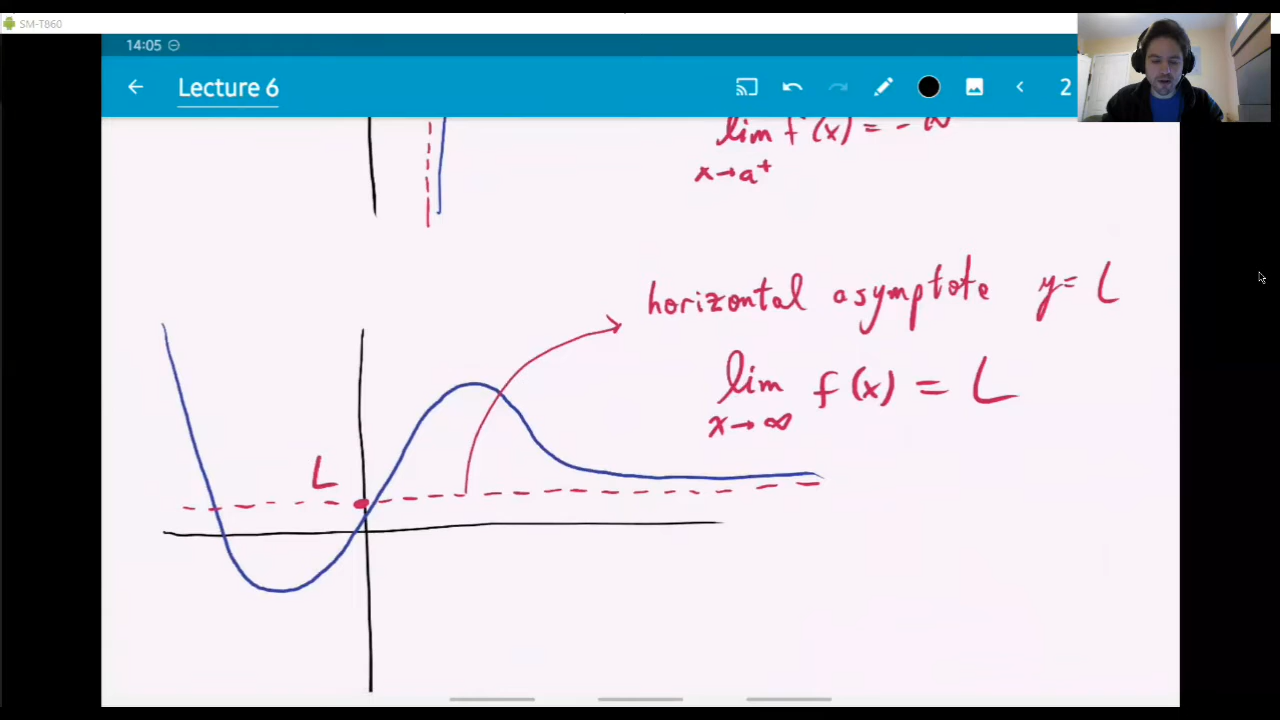 SM-T860
14:05
Lecture 6
2
lim f(x) = -∞
x→a⁺
horizontal asymptote y = L
lim f(x) = L
x→∞
L